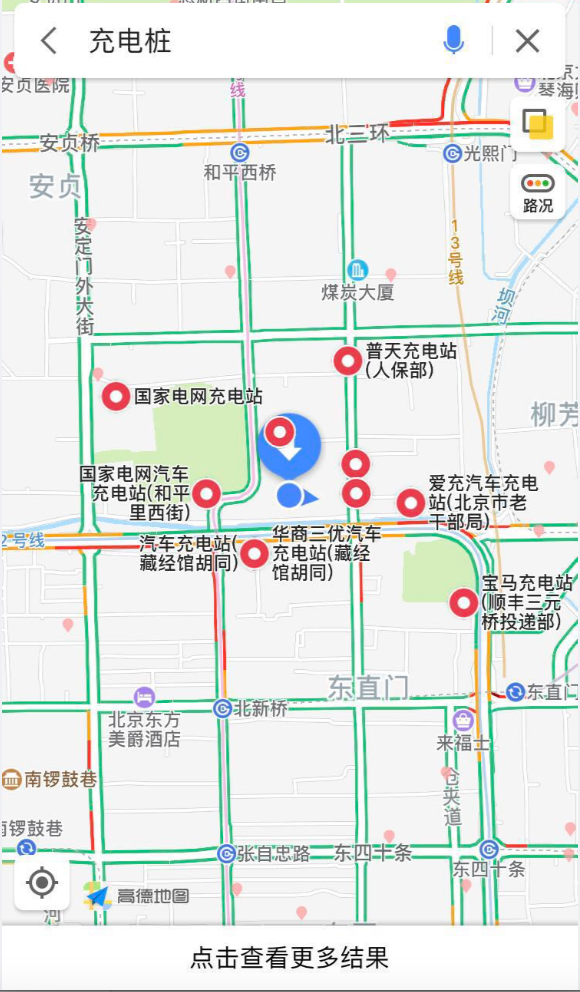 充电桩
安贞医院
线
琴海
北三环
安贞桥
光熙门
和平西桥
安贞
路况
安定门外大街
13号线
煤炭大厦
坝河
普天充电站
(人保部)
国家电网充电站
柳芳
国家电网汽车
充电站(和平
里西街)
爱充汽车充电
站(北京市老
干部局)
2号线
汽车充电站(
藏经馆胡同)
华商三优汽车
充电站(藏经
馆胡同)
宝马充电站
(顺丰三元
桥投递部)
东直门
东直门
北新桥
北京东方
美爵酒店
来福士
南锣鼓巷
仓夹道
南锣鼓巷
张自忠路
东四十条
东四十条
河
高德地图
点击查看更多结果